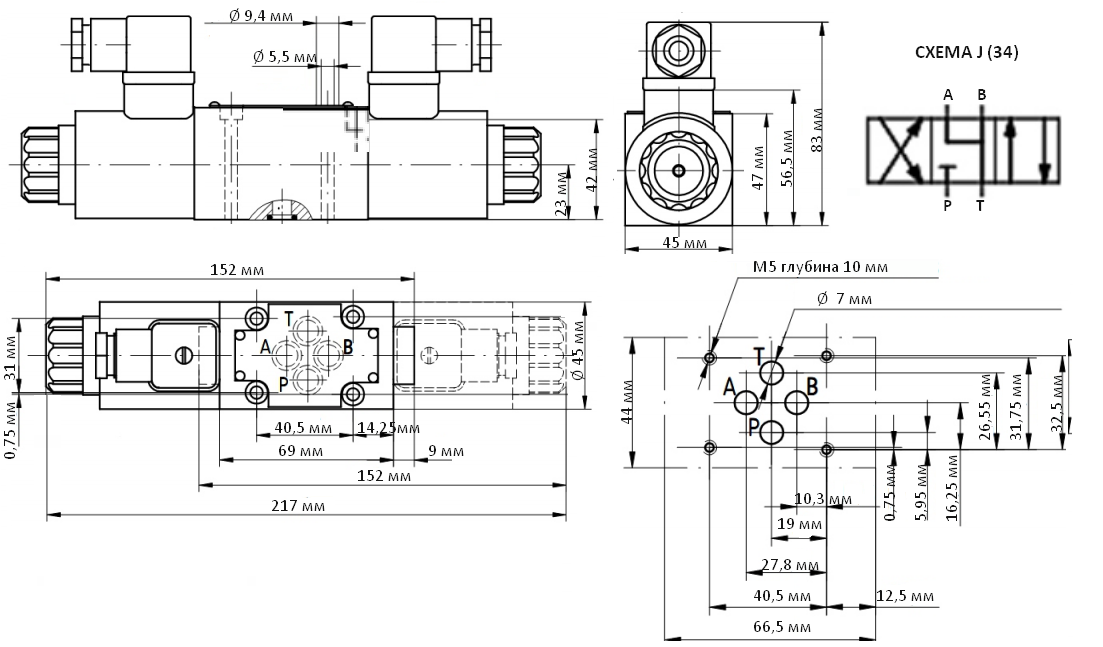 Ø 9,4 мм
Ø 5,5 мм
23 мм
42 мм
47 мм
56,5 мм
83 мм
45 мм
СХЕМА J (34)
A
B
P
T
152 мм
31 мм
0,75 мм
T
A
B
P
Ø 45 мм
40,5 мм
14,25мм
69 мм
9 мм
152 мм
217 мм
М5 глубина 10 мм
Ø 7 мм
T
A
B
P
44 мм
26,55 мм
31,75 мм
32,5 мм
0,75 мм
5,95 мм
16,25 мм
10,3 мм
19 мм
27,8 мм
40,5 мм
12,5 мм
66,5 мм